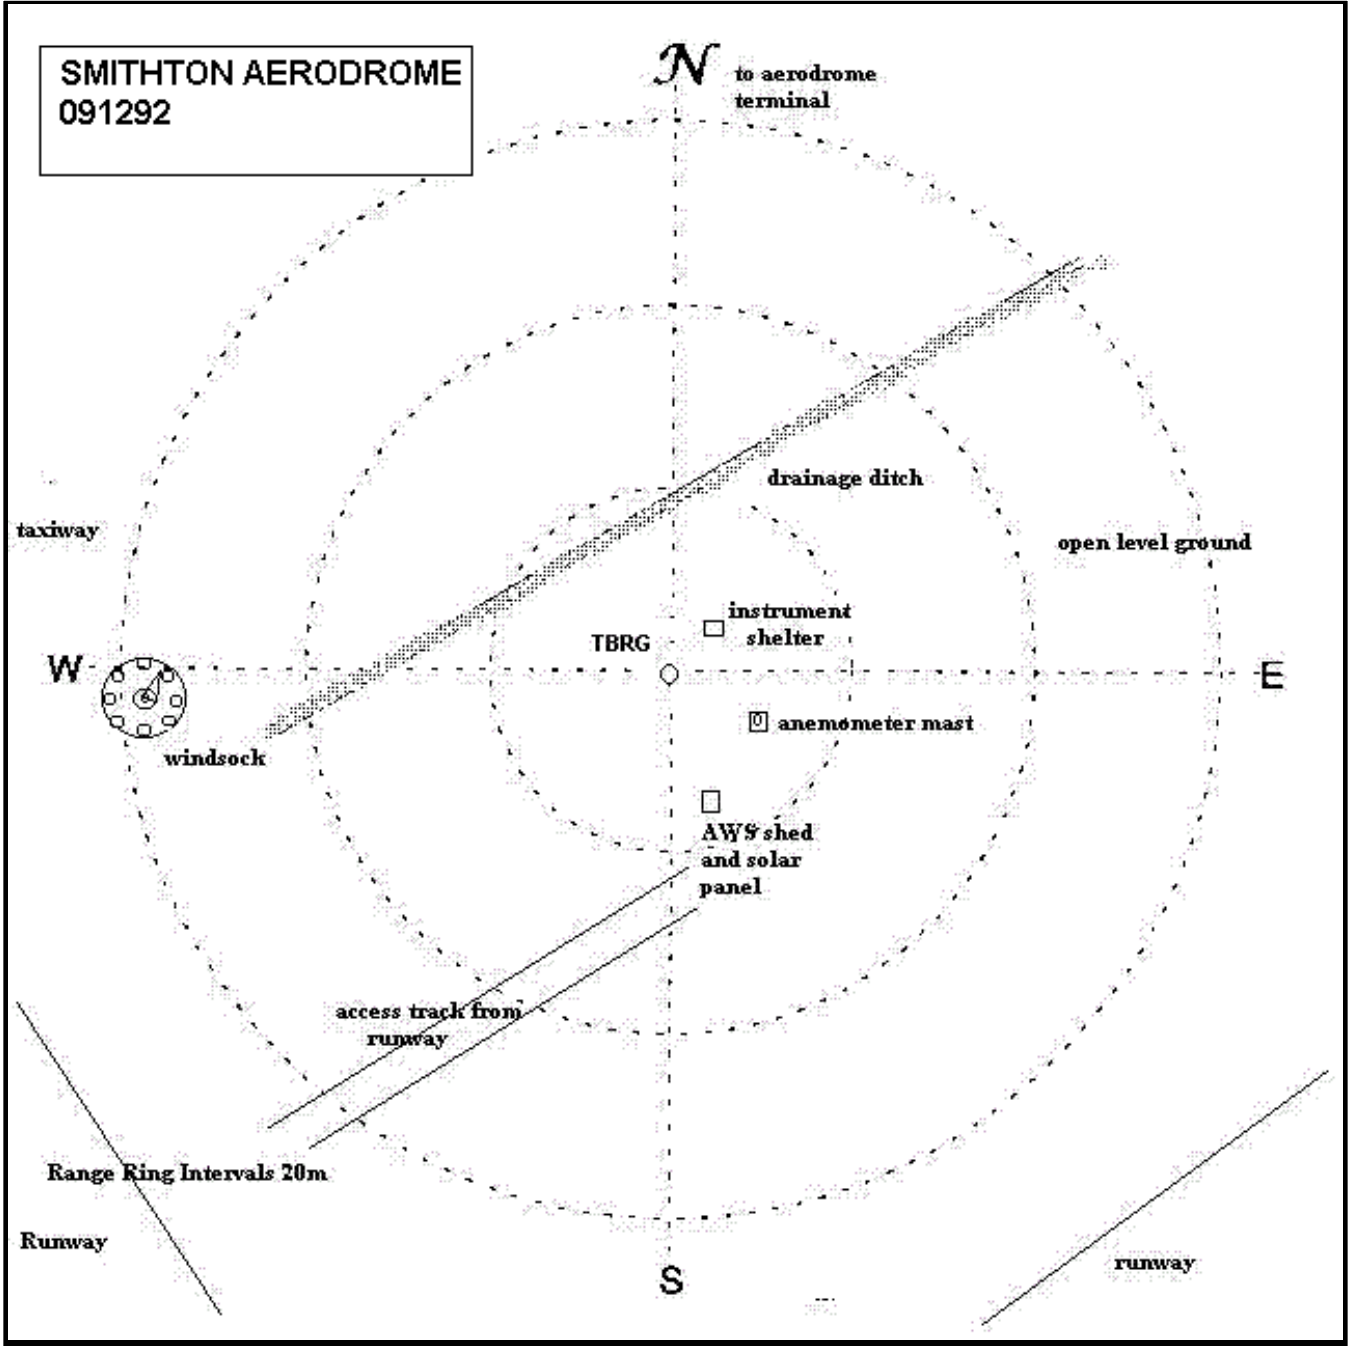 SMITHTON AERODROME
091292
N
to aerodrome
terminal
drainage ditch
taxiway
open level ground
instrument
shelter
TBRG
W
E
anemometer mast
windsock
AWS shed
and solar
panel
access track from
runway
Range Ring Intervals 20m
Runway
runway
S